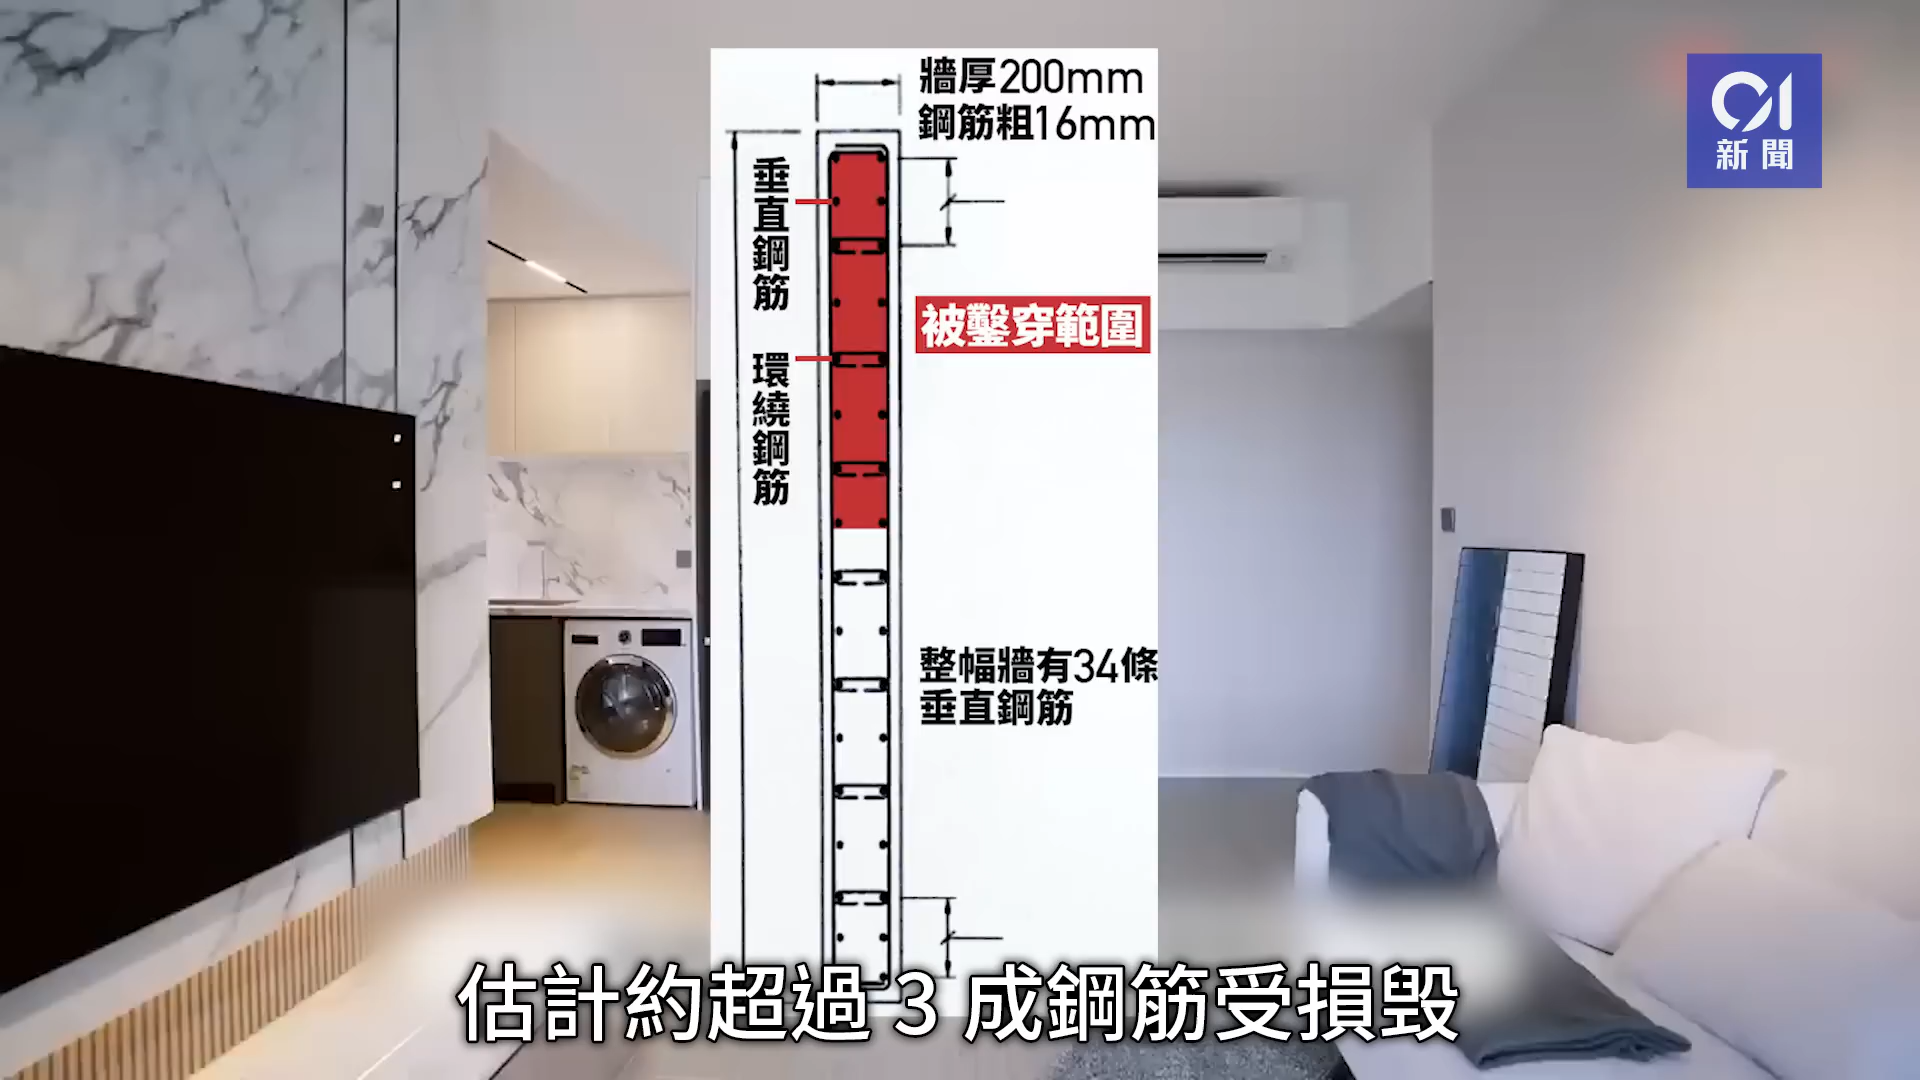 牆厚200mm
鋼筋粗16mm
01
新聞
垂直鋼筋
被鑿穿範圍
環繞鋼筋
整幅牆有34條
垂直鋼筋
估計約超過 3 成鋼筋受損毀